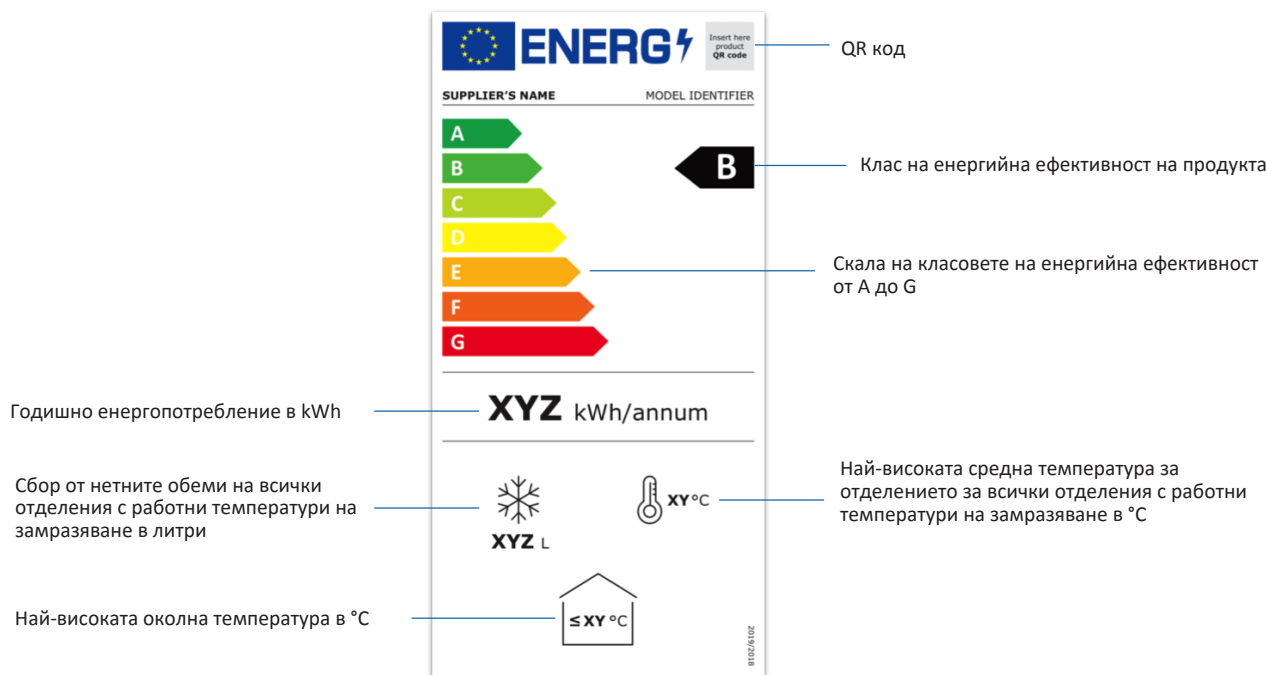 ENERG
Insert here
product
QR code
QR код
SUPPLIER'S NAME MODEL IDENTIFIER
A
B
B
Клас на енергийна ефективност на продукта
C
D
E
Скала на класовете на енергийна ефективност
от А до G
F
G
Годишно енергопотребление в kWh
XYZ kWh/annum
Сбор от нетните обеми на всички
отделения с работни температури на
замразяване в литри
XYZ L
XY°C
Най-високата средна температура за
отделението за всички отделения с работни
температури на замразяване в °C
Най-високата околна температура в °C
≤ XY °C
2019/2018